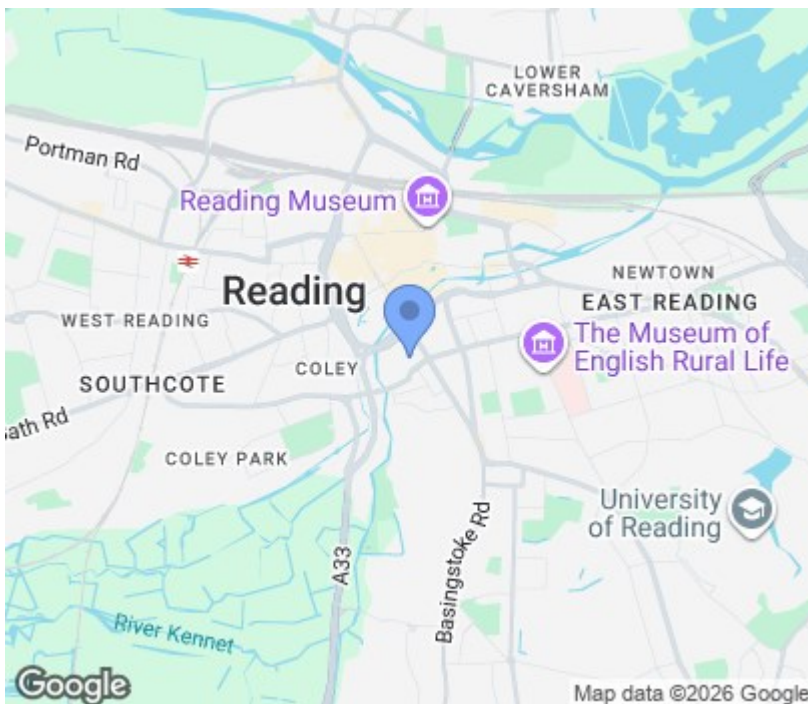 LOWER
CAVERSHAM
Portman Rd
Reading Museum
Reading
NEWTOWN
EAST READING
WEST READING
The Museum of
English Rural Life
COLEY
SOUTHCOTE
Bath Rd
COLEY PARK
University
of Reading
Basingstoke Rd
A33
River Kennet
Google
Map data ©2026 Google